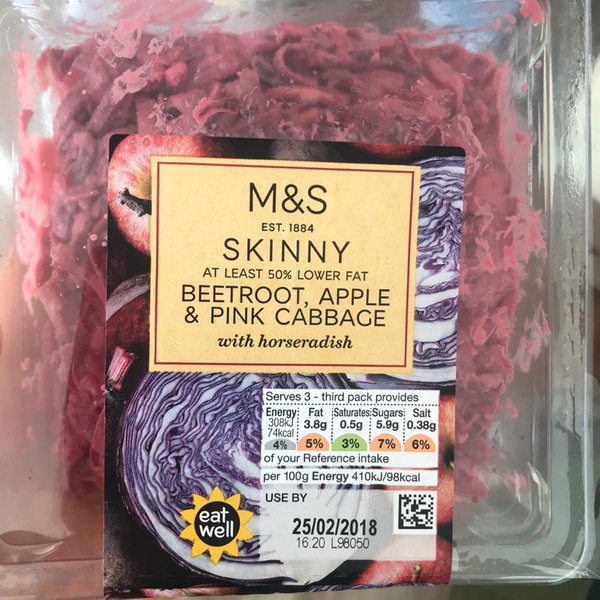 M&S
EST. 1884
SKINNY
AT LEAST 50% LOWER FAT
BEETROOT, APPLE
& PINK CABBAGE
with horseradish
Serves 3 - third pack provides
Energy Fat Saturates Sugars Salt
308kJ 3.8g 0.5g 5.9g 0.38g
74kcal
4% 5% 3% 7% 6%
of your Reference intake
per 100g Energy 410kJ/98kcal
USE BY
25/02/2018
16:20 L98050
eat
well